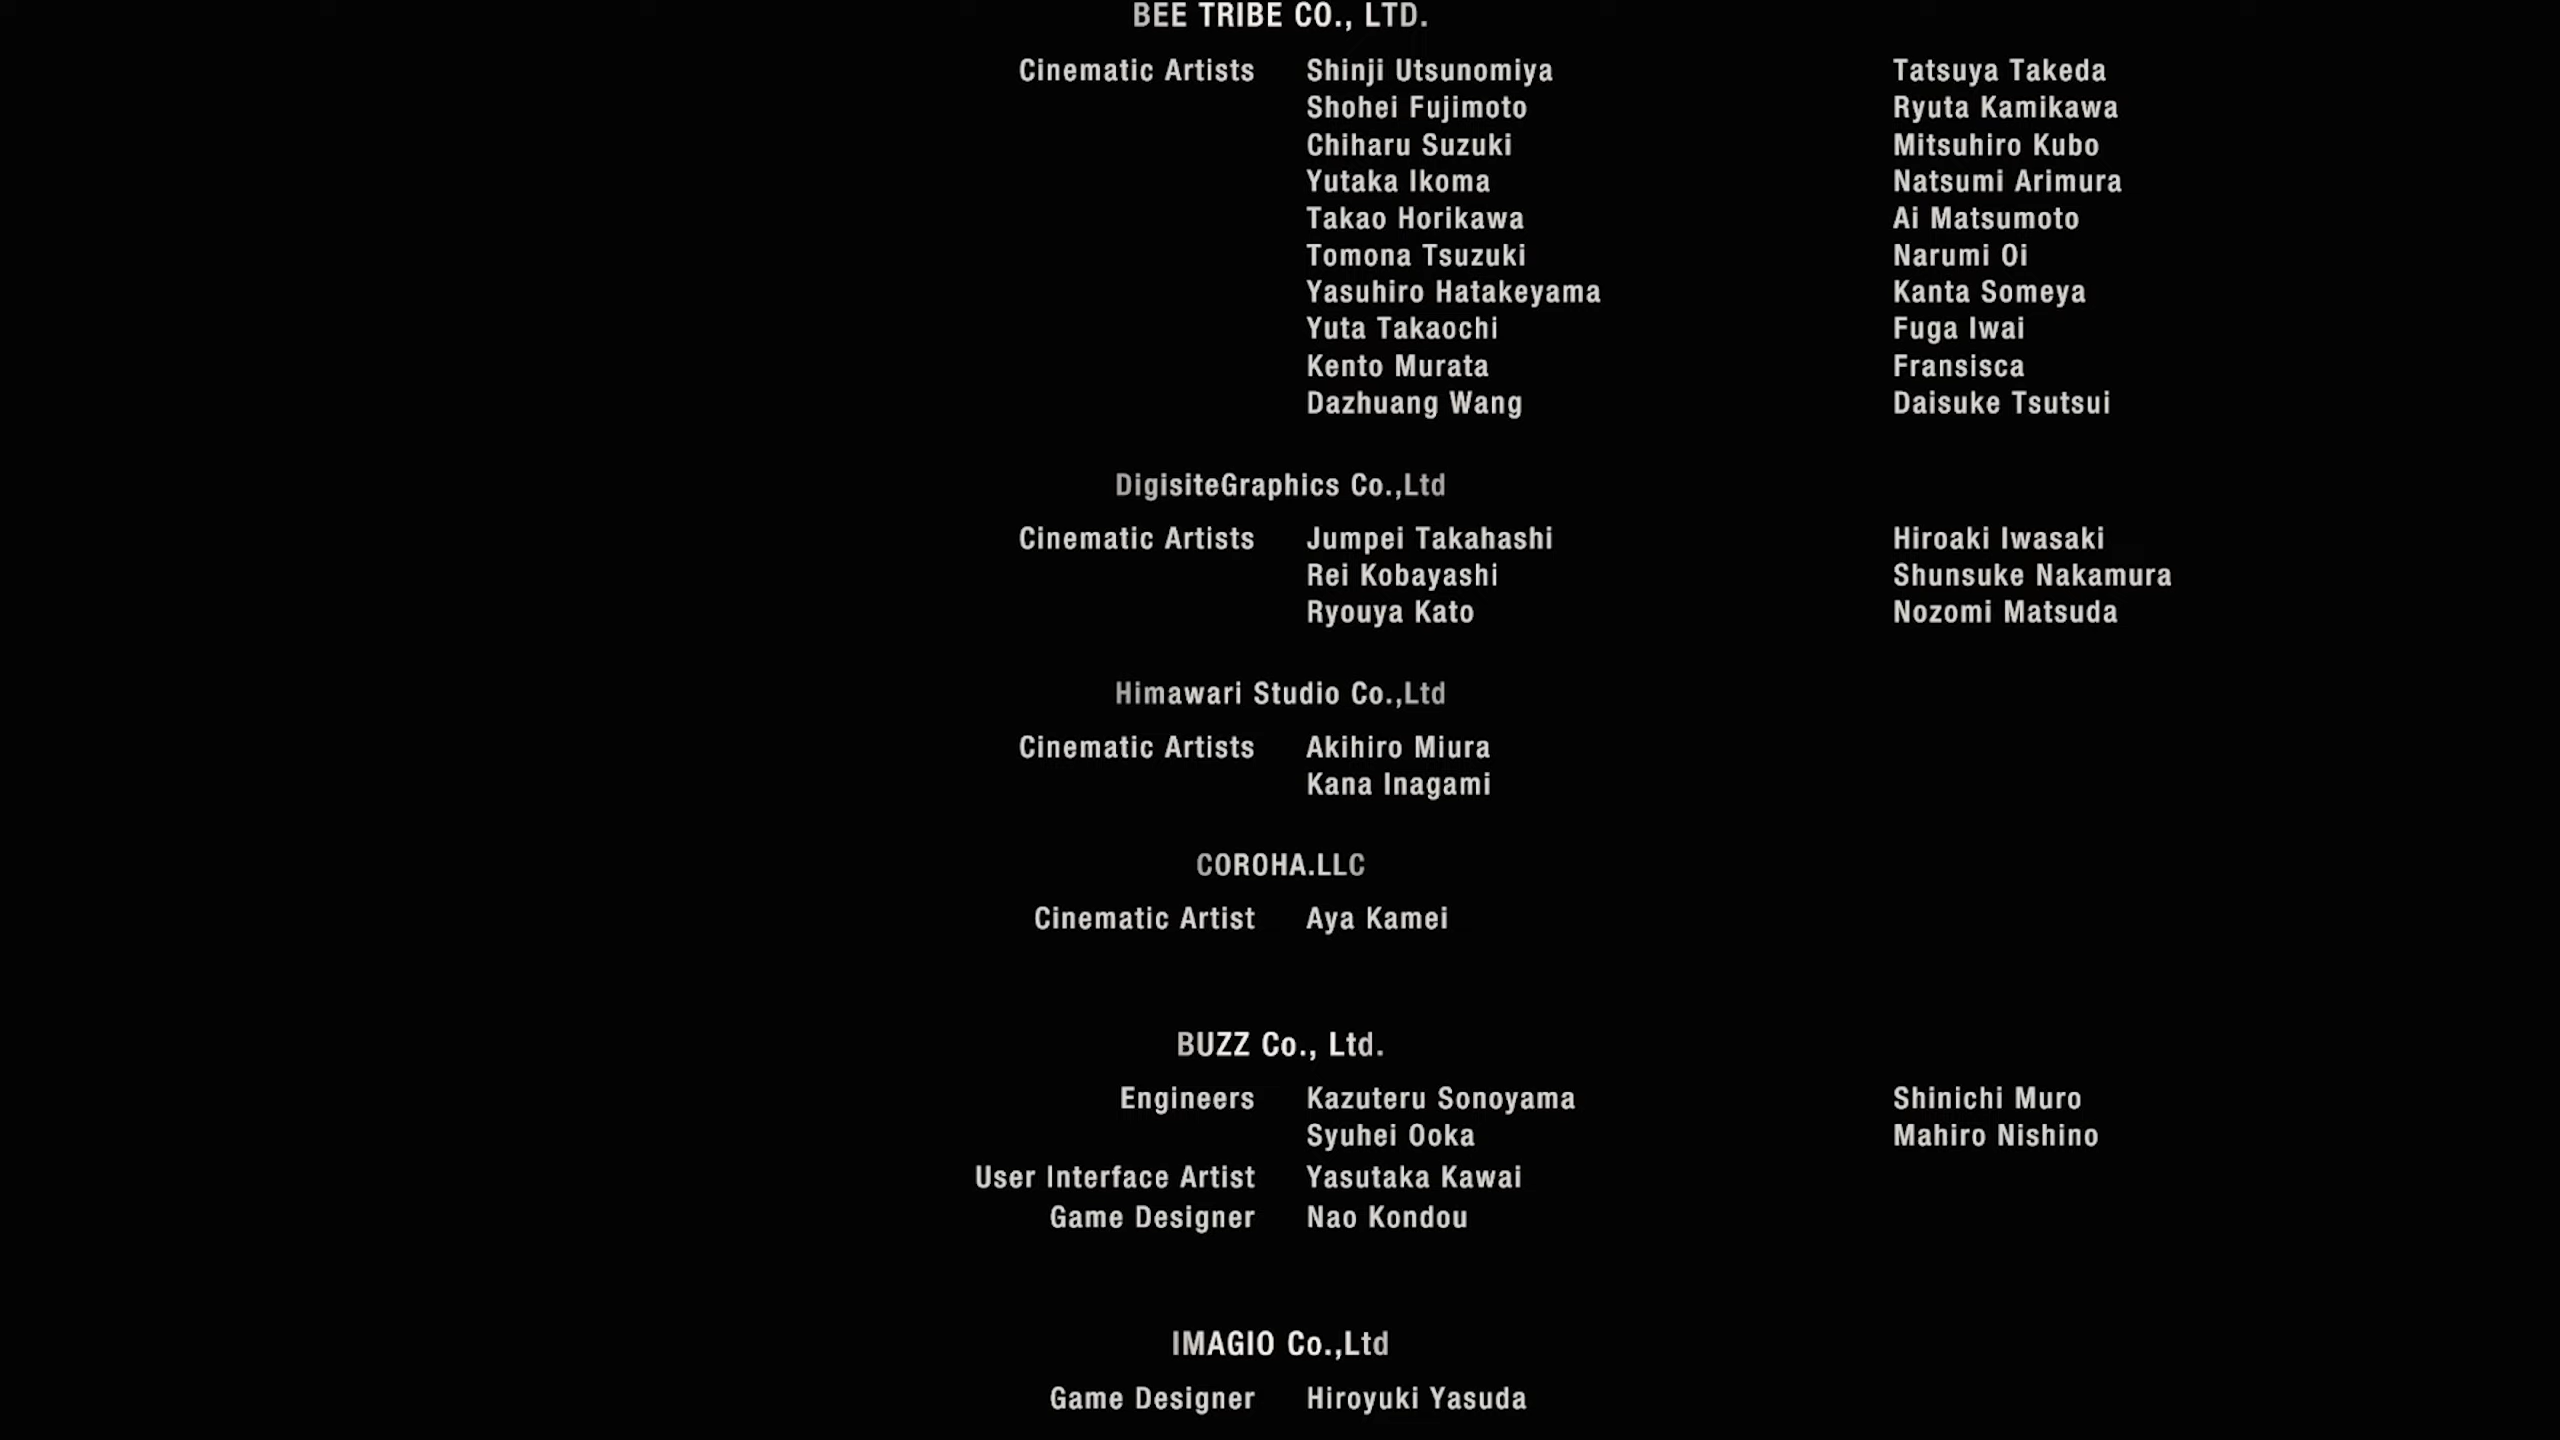 BEE TRIBE CO., LTD.
Cinematic Artists Shinji Utsunomiya Tatsuya Takeda
Shohei Fujimoto Ryuta Kamikawa
Chiharu Suzuki Mitsuhiro Kubo
Yutaka Ikoma Natsumi Arimura
Takao Horikawa Ai Matsumoto
Tomona Tsuzuki Narumi Oi
Yasuhiro Hatakeyama Kanta Someya
Yuta Takaochi Fuga Iwai
Kento Murata Fransisca
Dazhuang Wang Daisuke Tsutsui
DigisiteGraphics Co.,Ltd
Cinematic Artists Jumpei Takahashi Hiroaki Iwasaki
Rei Kobayashi Shunsuke Nakamura
Ryouya Kato Nozomi Matsuda
Himawari Studio Co.,Ltd
Cinematic Artists Akihiro Miura
Kana Inagami
COROHA.LLC
Cinematic Artist Aya Kamei
BUZZ Co., Ltd.
Engineers Kazuteru Sonoyama Shinichi Muro
Syuhei Ooka Mahiro Nishino
User Interface Artist Yasutaka Kawai
Game Designer Nao Kondou
IMAGIO Co.,Ltd
Game Designer Hiroyuki Yasuda